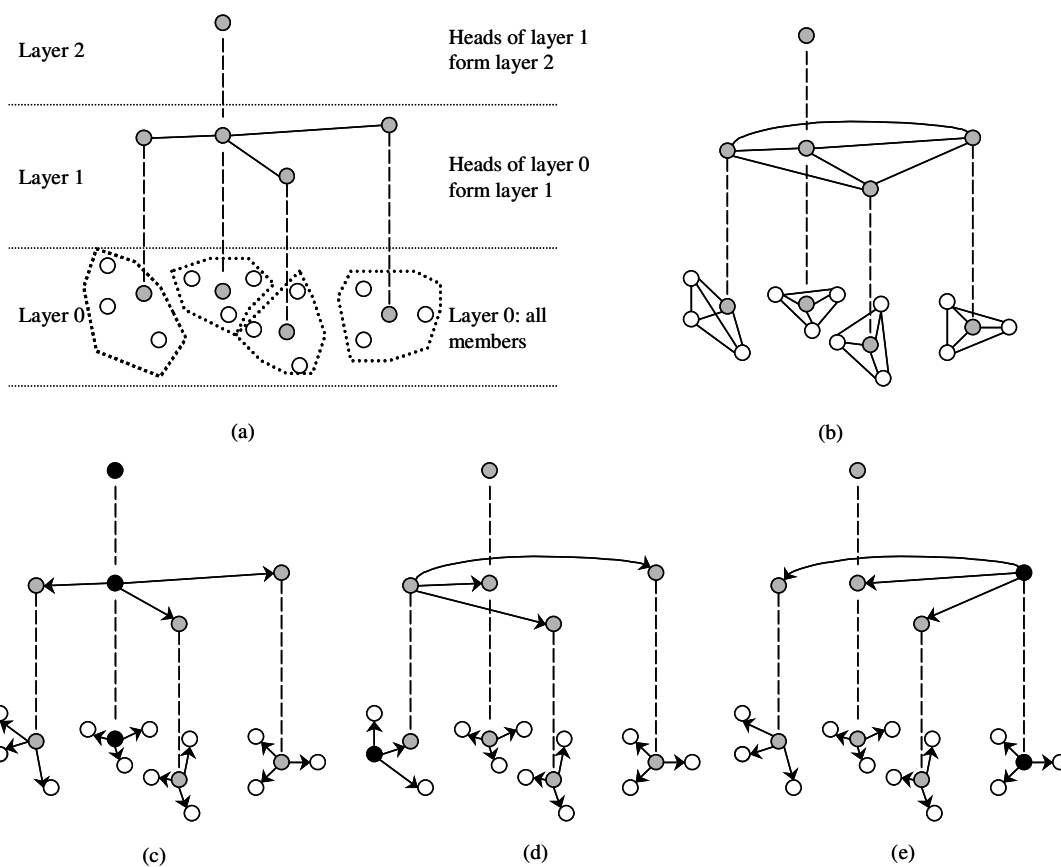 Layer 2
Heads of layer 1
form layer 2
Layer 1
Heads of layer 0
form layer 1
Layer 0
Layer 0: all
members
(a)
(b)
(c)
(d)
(e)